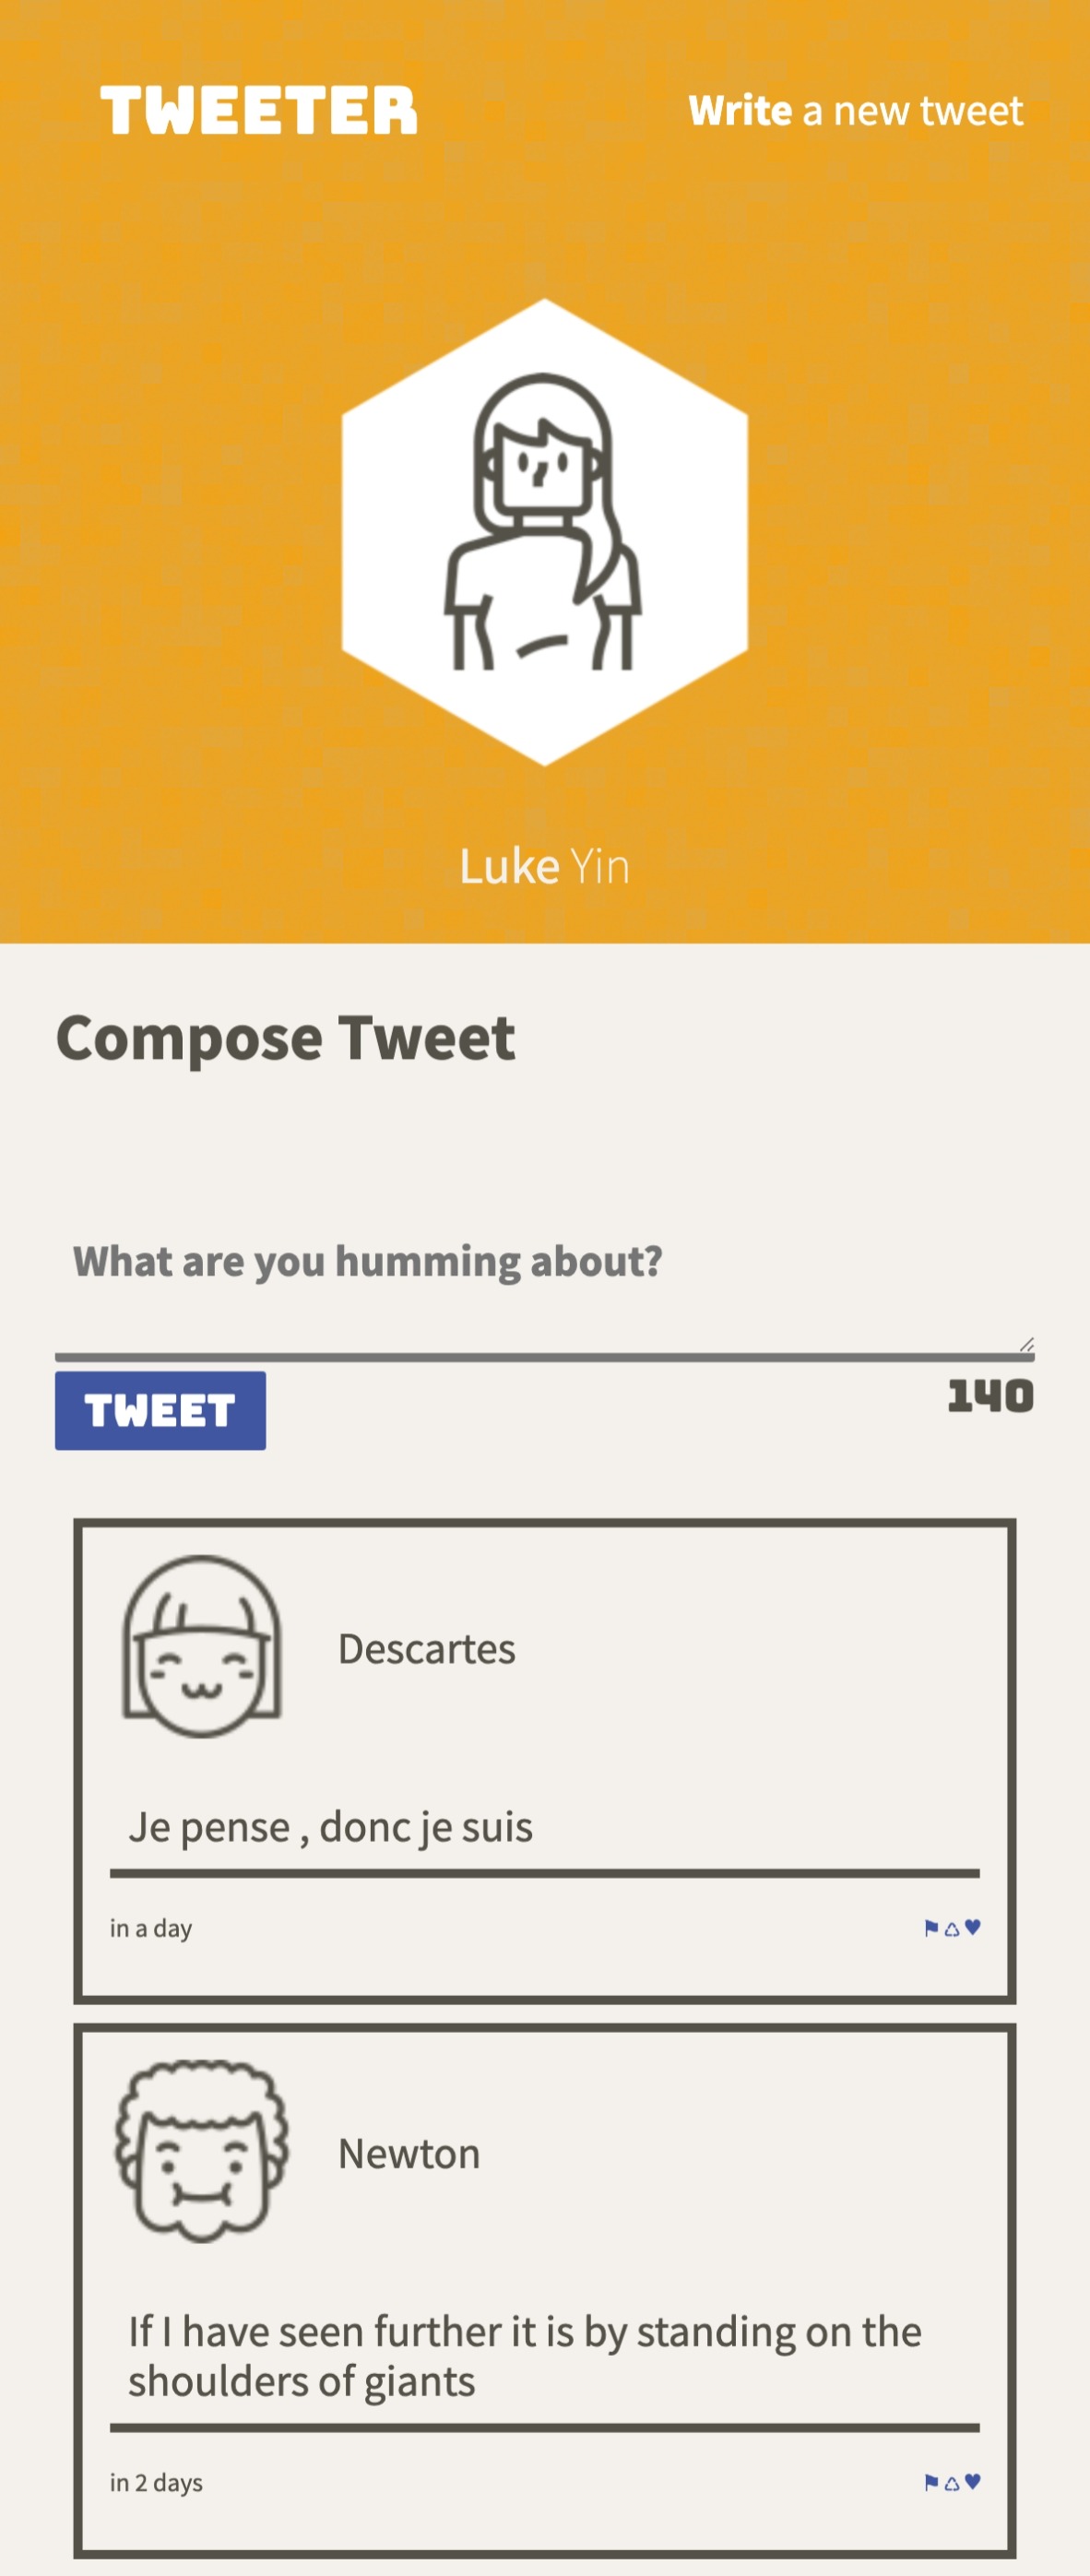 TWEETER
Write a new tweet
Luke Yin
Compose Tweet
What are you humming about?
TWEET
140
Descartes
Je pense , donc je suis
in a day
Newton
If I have seen further it is by standing on the
shoulders of giants
in 2 days